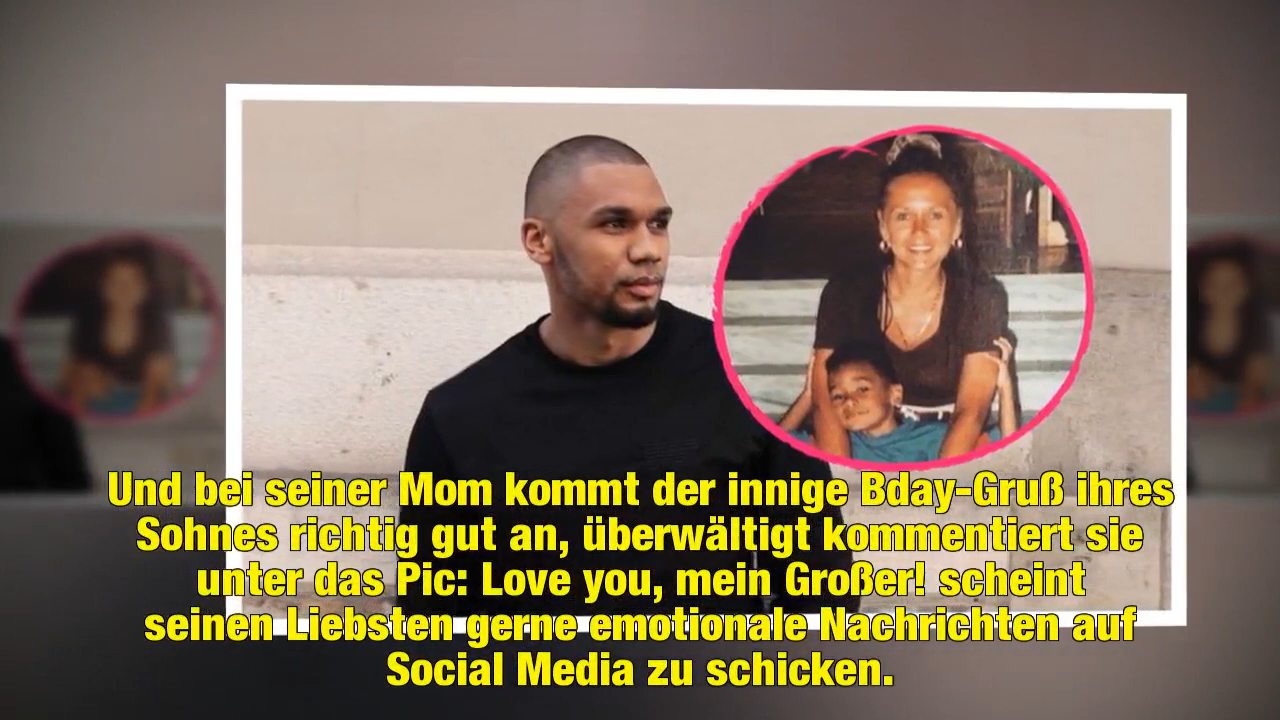 Und bei seiner Mom kommt der innige Bday-Gruß ihres
Sohnes richtig gut an, überwältigt kommentiert sie
unter das Pic: Love you, mein Großer! scheint
seinen Liebsten gerne emotionale Nachrichten auf
Social Media zu schicken.